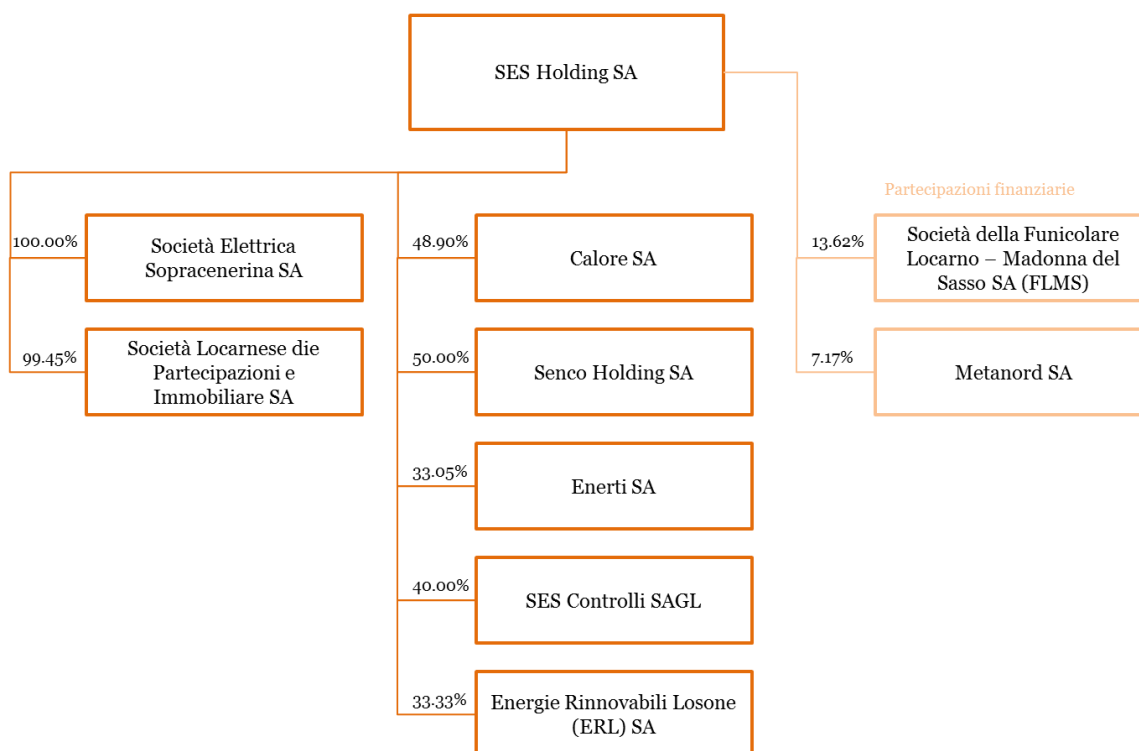 SES Holding SA
Partecipazioni finanziarie
100.00%
Società Elettrica
Sopracenerina SA
99.45%
Società Locarnese die
Partecipazioni e
Immobiliare SA
48.90%
Calore SA
50.00%
Senco Holding SA
33.05%
Enerti SA
40.00%
SES Controlli SAGL
33.33%
Energie Rinnovabili Losone
(ERL) SA
13.62%
Società della Funicolare
Locarno – Madonna del
Sasso SA (FLMS)
7.17%
Metanord SA